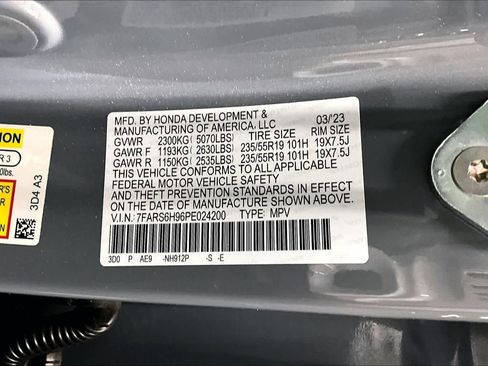 MFD. BY HONDA DEVELOPMENT & 03/'23
MANUFACTURING OF AMERICA, LLC
GVWR 2300KG( 5070LBS) TIRE SIZE RIM SIZE
GAWR F 1193KG( 2630LBS) 235/55R19 101H 19X7.5J
GAWR R 1150KG( 2535LBS) 235/55R19 101H 19X7.5J
THIS VEHICLE CONFORMS TO ALL APPLICABLE
FEDERAL MOTOR VEHICLE SAFETY
AND THEFT PREVENTION STANDARDS IN EFFECT
ON THE DATE OF MANUFACTURE SHOWN ABOVE.
V.I.N.: 7FARS6H96PE024200 TYPE: MPV
3D0 P AE9 -NH912P -S -E
3D4 A3
ION
R 3
0lbs.
R'S
R